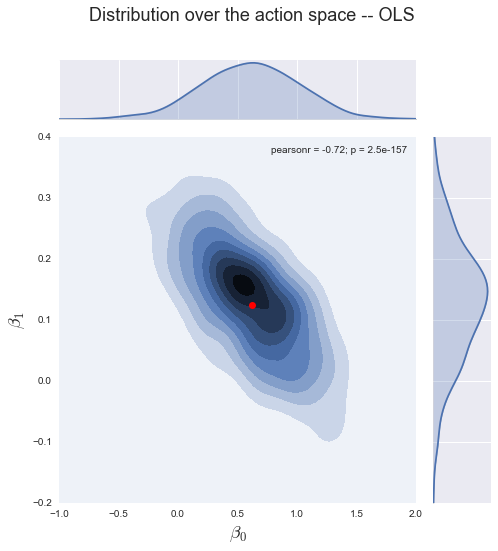 Distribution over the action space -- OLS
pearsonr = -0.72; p = 2.5e-157
0.4
0.3
0.2
0.1
0.0
−0.1
−0.2
β₁
−1.0 −0.5 0.0 0.5 1.0 1.5 2.0
β₀